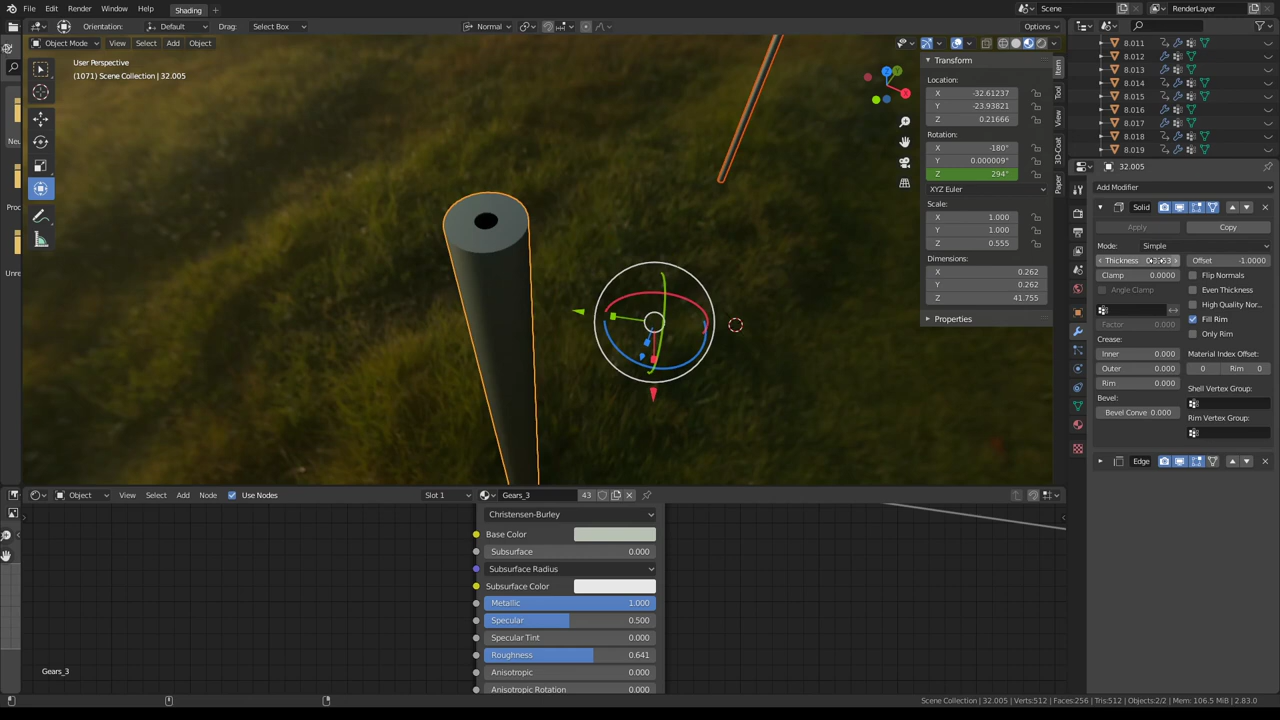 File Edit Render Window Help Shading Scene RenderLayer
Orientation: Default Drag: Select Box Normal Options
Object Mode View Select Add Object
User Perspective
(1071) Scene Collection | 32.005
Transform
Location:
X -32.61237
Y -23.93821
Z 0.21666
Rotation:
X -180°
Y 0.000009°
Z 294°
XYZ Euler
Scale:
X 1.000
Y 1.000
Z 0.555
Dimensions:
X 0.262
Y 0.262
Z 41.755
Properties
Item
Tool
View
3D-Coat
Paper
Neu
Proc
Unre
8.011
8.012
8.013
8.014
8.015
8.016
8.017
8.018
8.019
32.005
Add Modifier
Solid
Apply Copy
Mode: Simple
Thickness Offset -1.0000
Clamp 0.0000 Flip Normals
Angle Clamp Even Thickness
High Quality Nor...
Fill Rim
Factor 0.000
Only Rim
Crease: Material Index Offset:
Inner 0.000
Outer 0.000 0 Rim 0
Rim 0.000 Shell Vertex Group:
Bevel:
Bevel Conve 0.000 Rim Vertex Group:
Edge
Object View Select Add Node Use Nodes Slot 1 Gears_3 43
Christensen-Burley
Base Color
Subsurface 0.000
Subsurface Radius
Subsurface Color
Metallic 1.000
Specular 0.500
Specular Tint 0.000
Roughness 0.641
Anisotropic 0.000
Anisotropic Rotation 0.000
Gears_3
Scene Collection | 32.005 | Verts:512 | Faces:256 | Tris:512 | Objects:2/2 | Mem: 106.5 MiB | 2.83.0